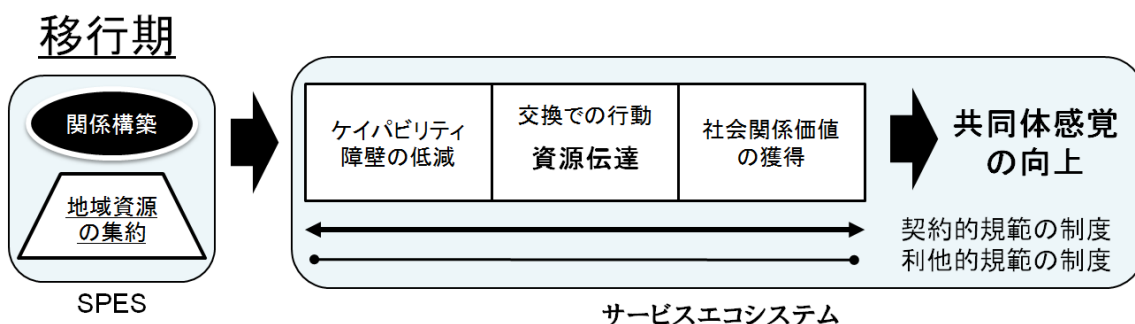 移行期
関係構築
地域資源
の集約
SPES
ケイパビリティ
障壁の低減
交換での行動
資源伝達
社会関係価値
の獲得
共同体感覚
の向上
契約的規範の制度
利他的規範の制度
サービスエコシステム